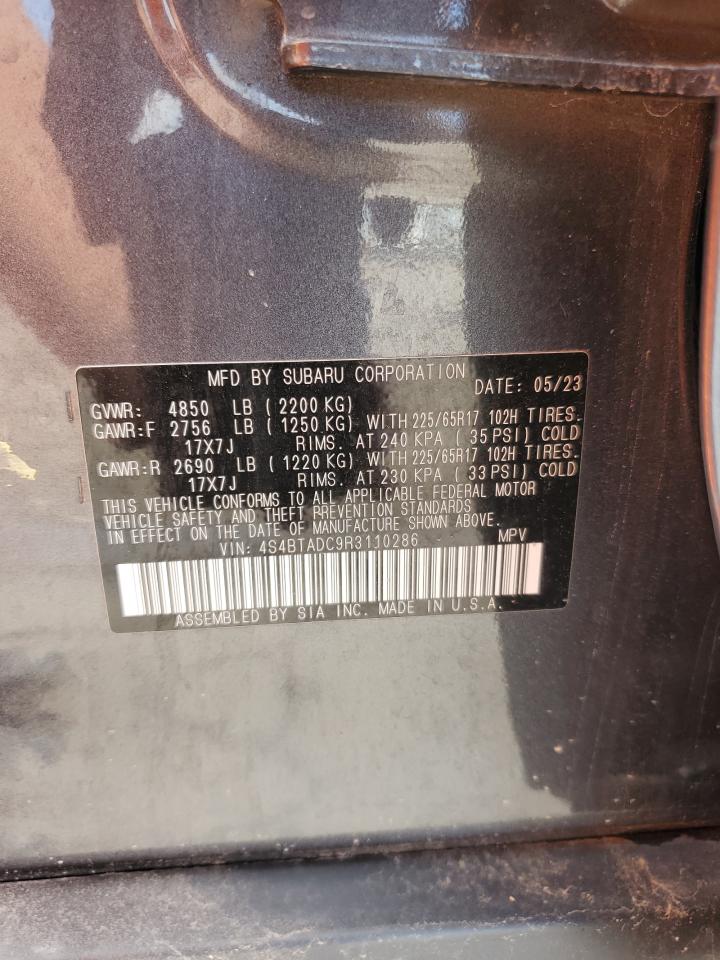 MFD BY SUBARU CORPORATION DATE: 05/23
GVWR: 4850 LB ( 2200 KG)
GAWR:F 2756 LB ( 1250 KG) WITH 225/65R17 102H TIRES.
17X7J RIMS. AT 240 KPA ( 35 PSI) COLD
GAWR:R 2690 LB ( 1220 KG) WITH 225/65R17 102H TIRES.
17X7J RIMS. AT 230 KPA ( 33 PSI) COLD
THIS VEHICLE CONFORMS TO ALL APPLICABLE FEDERAL MOTOR
VEHICLE SAFETY AND THEFT PREVENTION STANDARDS
IN EFFECT ON THE DATE OF MANUFACTURE SHOWN ABOVE.
VIN: 4S4BTADC9R3110286 MPV
ASSEMBLED BY SIA INC. MADE IN U.S.A.